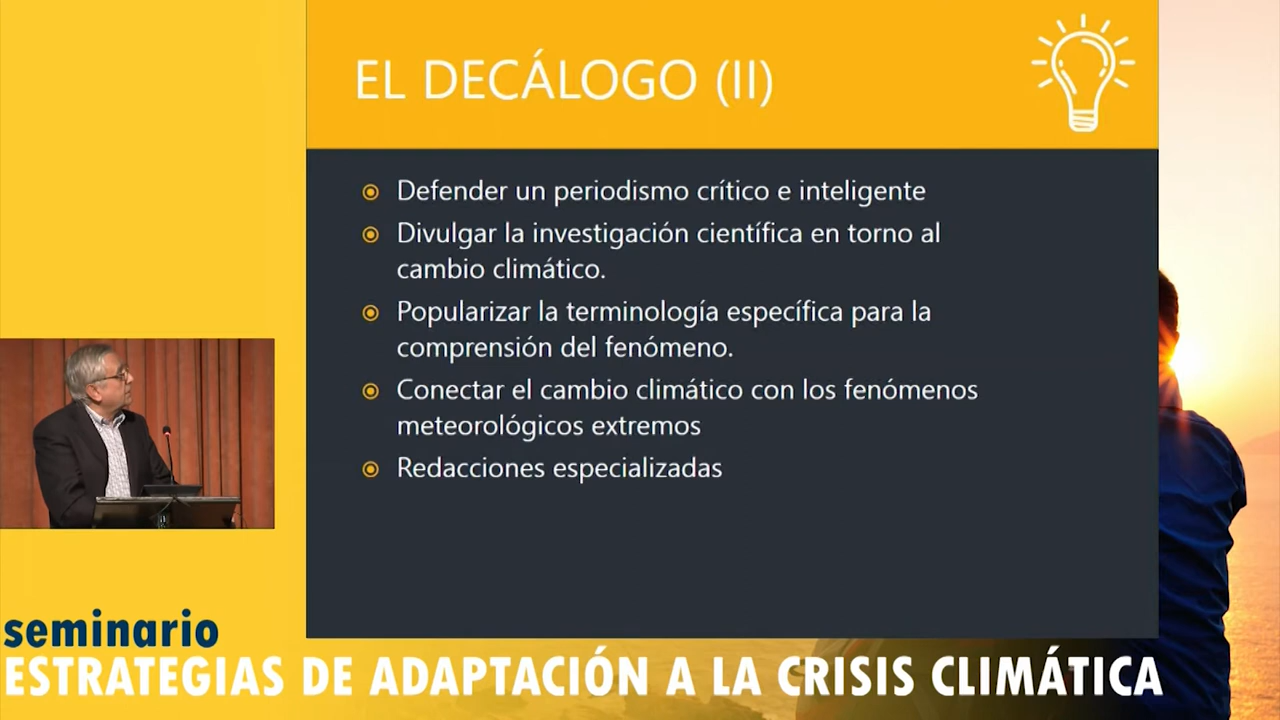 EL DECÁLOGO (II)
Defender un periodismo crítico e inteligente
Divulgar la investigación científica en torno al
cambio climático.
Popularizar la terminología específica para la
comprensión del fenómeno.
Conectar el cambio climático con los fenómenos
meteorológicos extremos
Redacciones especializadas
seminario
ESTRATEGIAS DE ADAPTACIÓN A LA CRISIS CLIMÁTICA